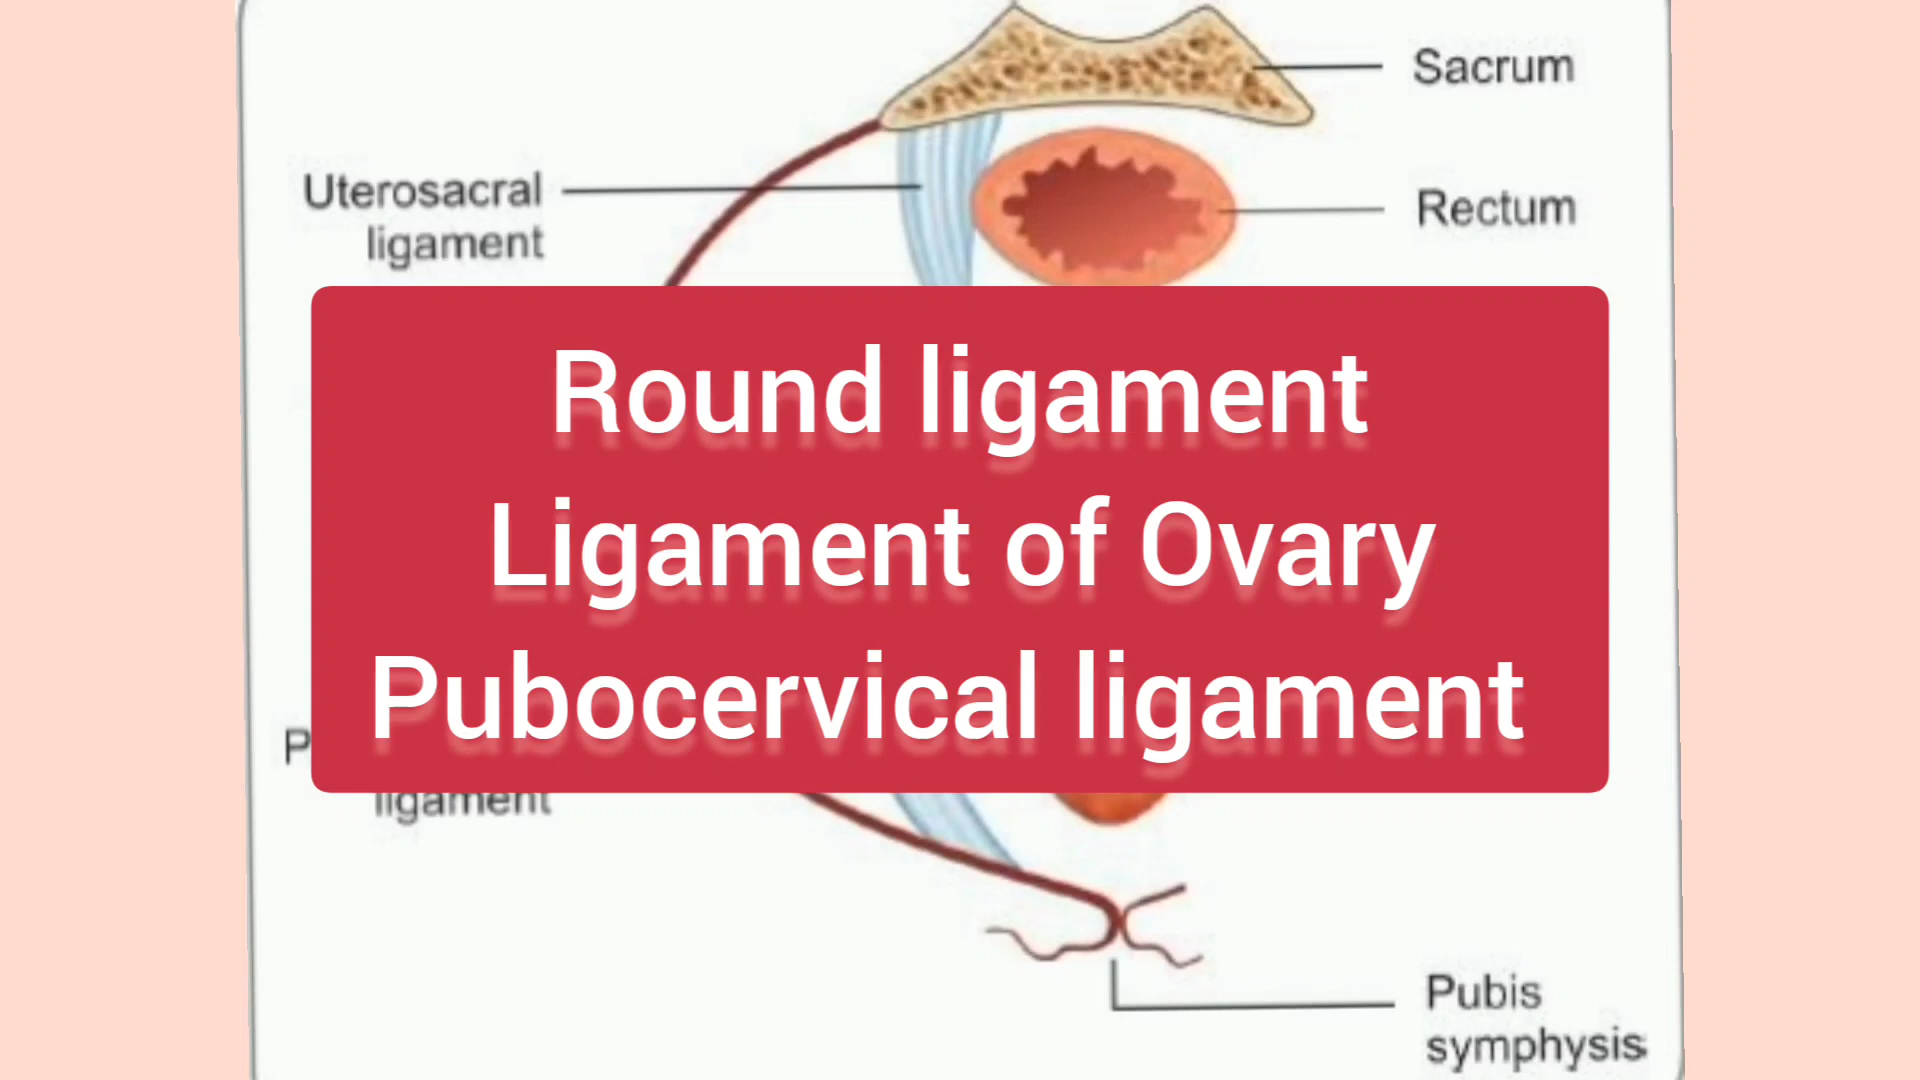 Sacrum
Uterosacral
ligament
Rectum
Round ligament
Ligament of Ovary
Pubocervical ligament
P
ligament
Pubis
symphysis